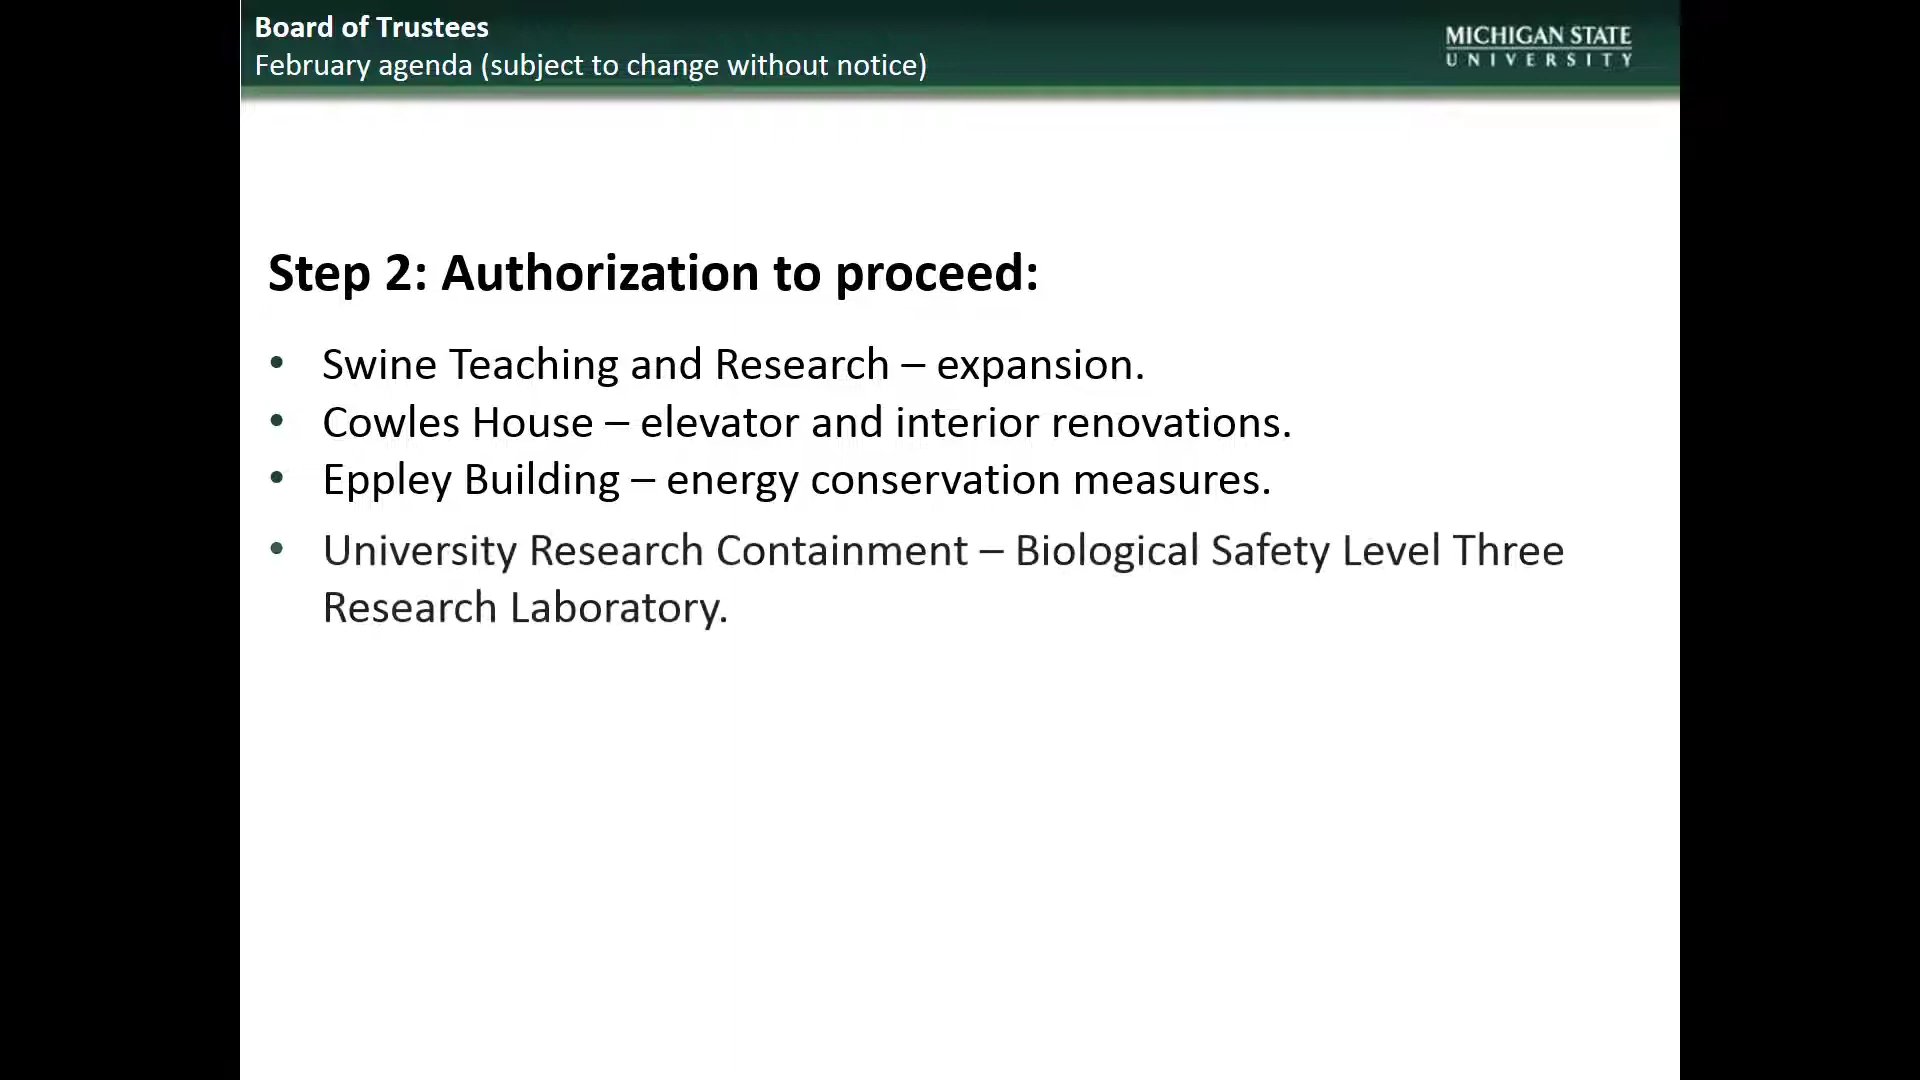 Board of Trustees
February agenda (subject to change without notice)
MICHIGAN STATE
UNIVERSITY
Step 2: Authorization to proceed:
• Swine Teaching and Research – expansion.
• Cowles House – elevator and interior renovations.
• Eppley Building – energy conservation measures.
• University Research Containment – Biological Safety Level Three
Research Laboratory.